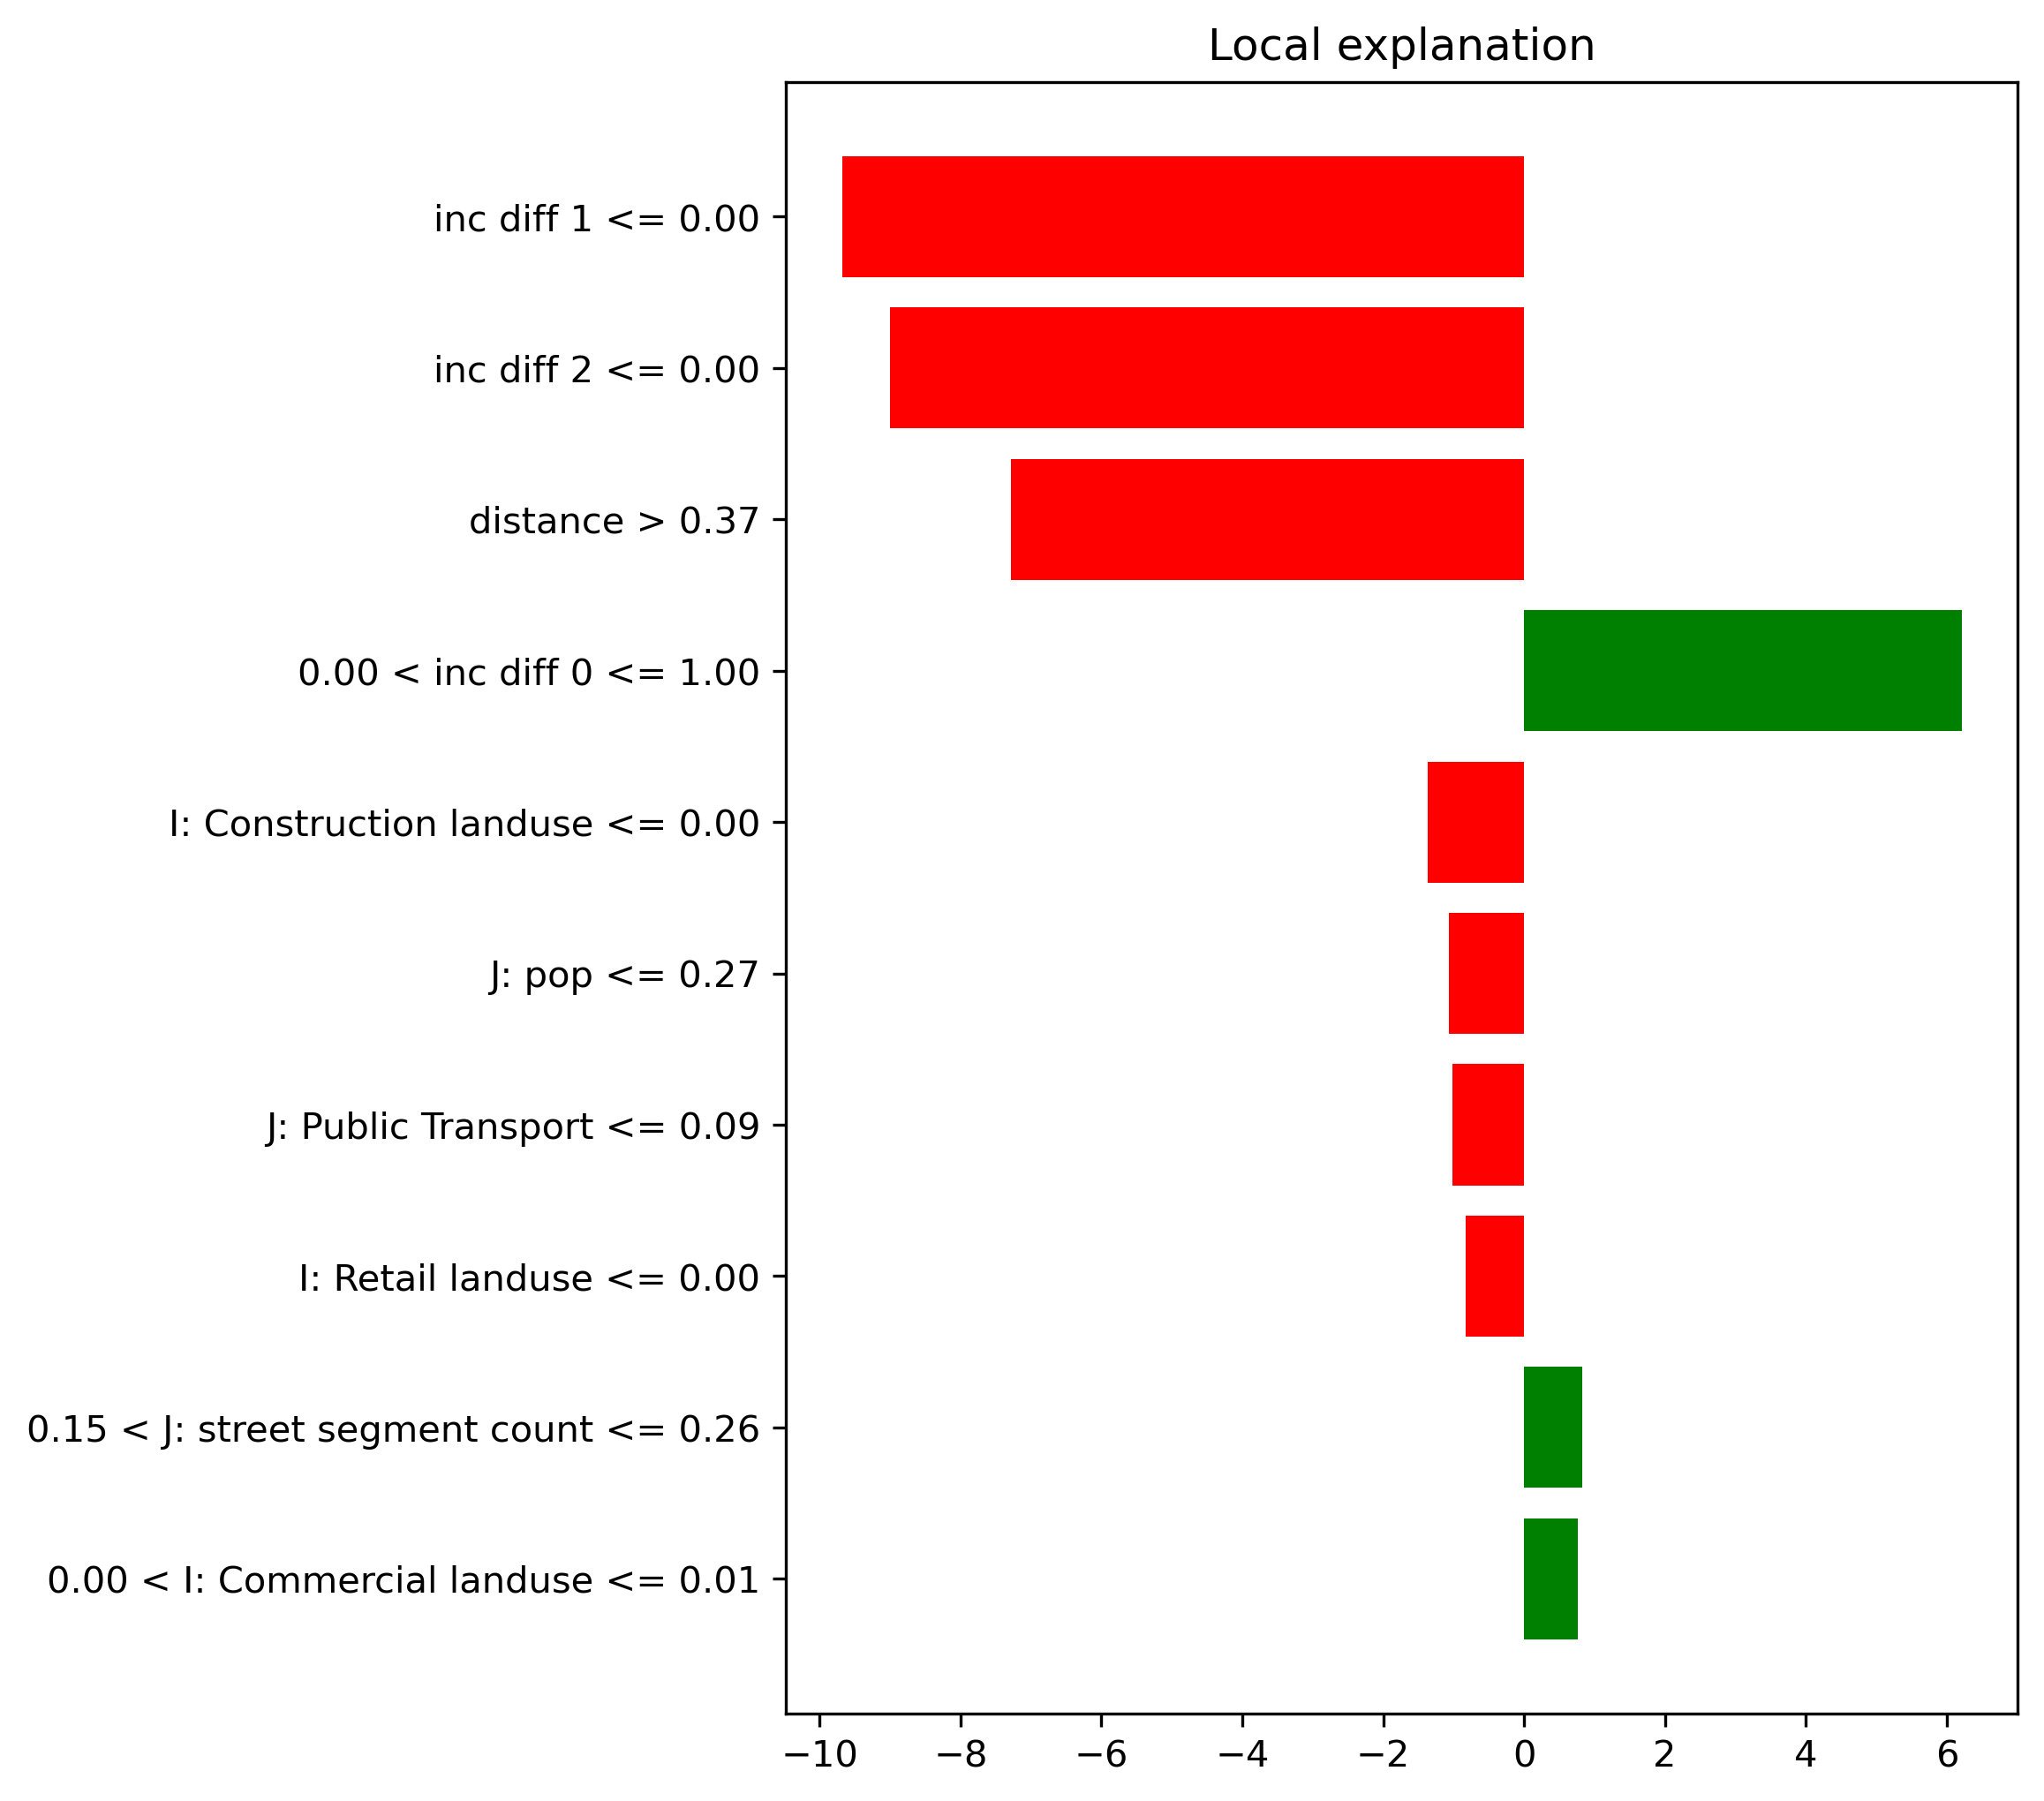 Local explanation
inc diff 1 <= 0.00
inc diff 2 <= 0.00
distance > 0.37
0.00 < inc diff 0 <= 1.00
I: Construction landuse <= 0.00
J: pop <= 0.27
J: Public Transport <= 0.09
I: Retail landuse <= 0.00
0.15 < J: street segment count <= 0.26
0.00 < I: Commercial landuse <= 0.01
−10 −8 −6 −4 −2 0 2 4 6